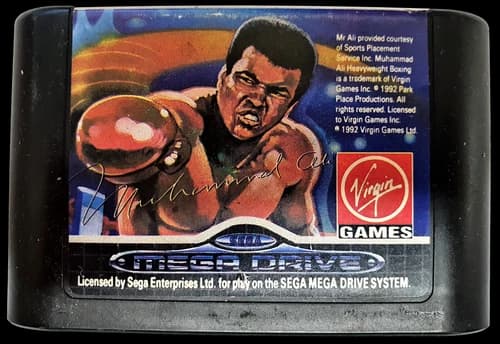 Mr Ali provided courtesy
of Sports Placement
Service Inc. Muhammad
Ali Heavyweight Boxing
is a trademark of Virgin
Games Inc. © 1992 Park
Place Productions. All
rights reserved. Licensed
to Virgin Games Inc.
© 1992 Virgin Games Ltd.
Muhammad Ali
Virgin
GAMES
SEGA
MEGA DRIVE
Licensed by Sega Enterprises Ltd. for play on the SEGA MEGA DRIVE SYSTEM.